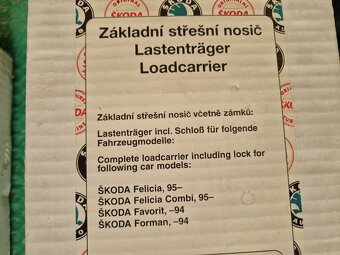 Základní střešní nosič
Lastenträger
Loadcarrier
Základní střešní nosič včetně zámků:
Lastenträger incl. Schloß für folgende
Fahrzeugmodelle:
Complete loadcarrier including lock for
following car models:
ŠKODA Felicia, 95–
ŠKODA Felicia Combi, 95–
ŠKODA Favorit, –94
ŠKODA Forman, –94